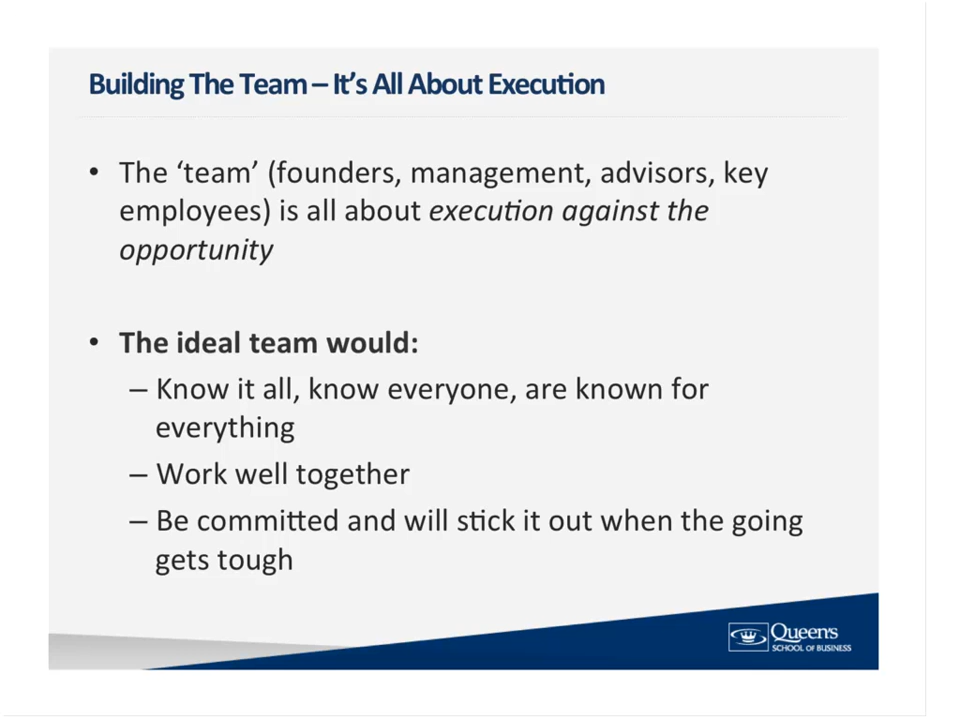 Building The Team – It's All About Execution
• The 'team' (founders, management, advisors, key
employees) is all about execution against the
opportunity
• The ideal team would:
– Know it all, know everyone, are known for
everything
– Work well together
– Be committed and will stick it out when the going
gets tough
Queen's
SCHOOL OF BUSINESS